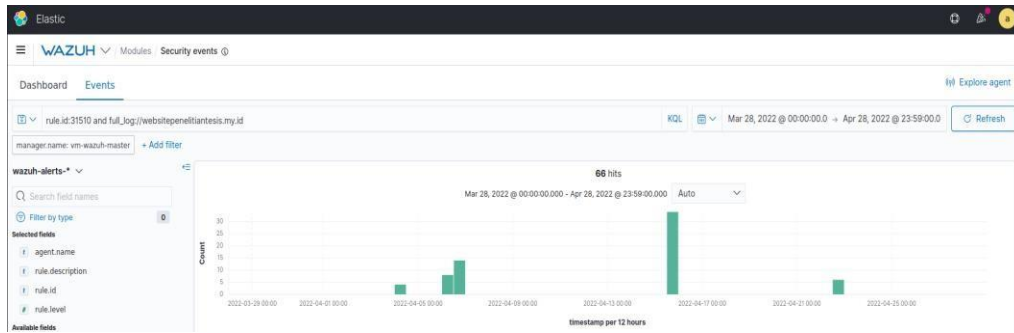 Elastic
a
WAZUH Modules Security events
Dashboard Events Explore agent
rule.id:31510 and full_log://websitepenelitiantesis.my.id KQL Mar 28, 2022 @ 00:00:00.0 → Apr 28, 2022 @ 23:59:00.0 Refresh
manager.name: vm-wazuh-master + Add filter
wazuh-alerts-*
66 hits
Search field names
Mar 28, 2022 @ 00:00:00.000 - Apr 28, 2022 @ 23:59:00.000 Auto
Filter by type 0
Selected fields
t agent.name
t rule.description
t rule.id
# rule.level
Available fields
Count
30
25
20
15
10
5
0
2022-03-29 00:00 2022-04-01 00:00 2022-04-05 00:00 2022-04-09 00:00 2022-04-13 00:00 2022-04-17 00:00 2022-04-21 00:00 2022-04-25 00:00
timestamp per 12 hours